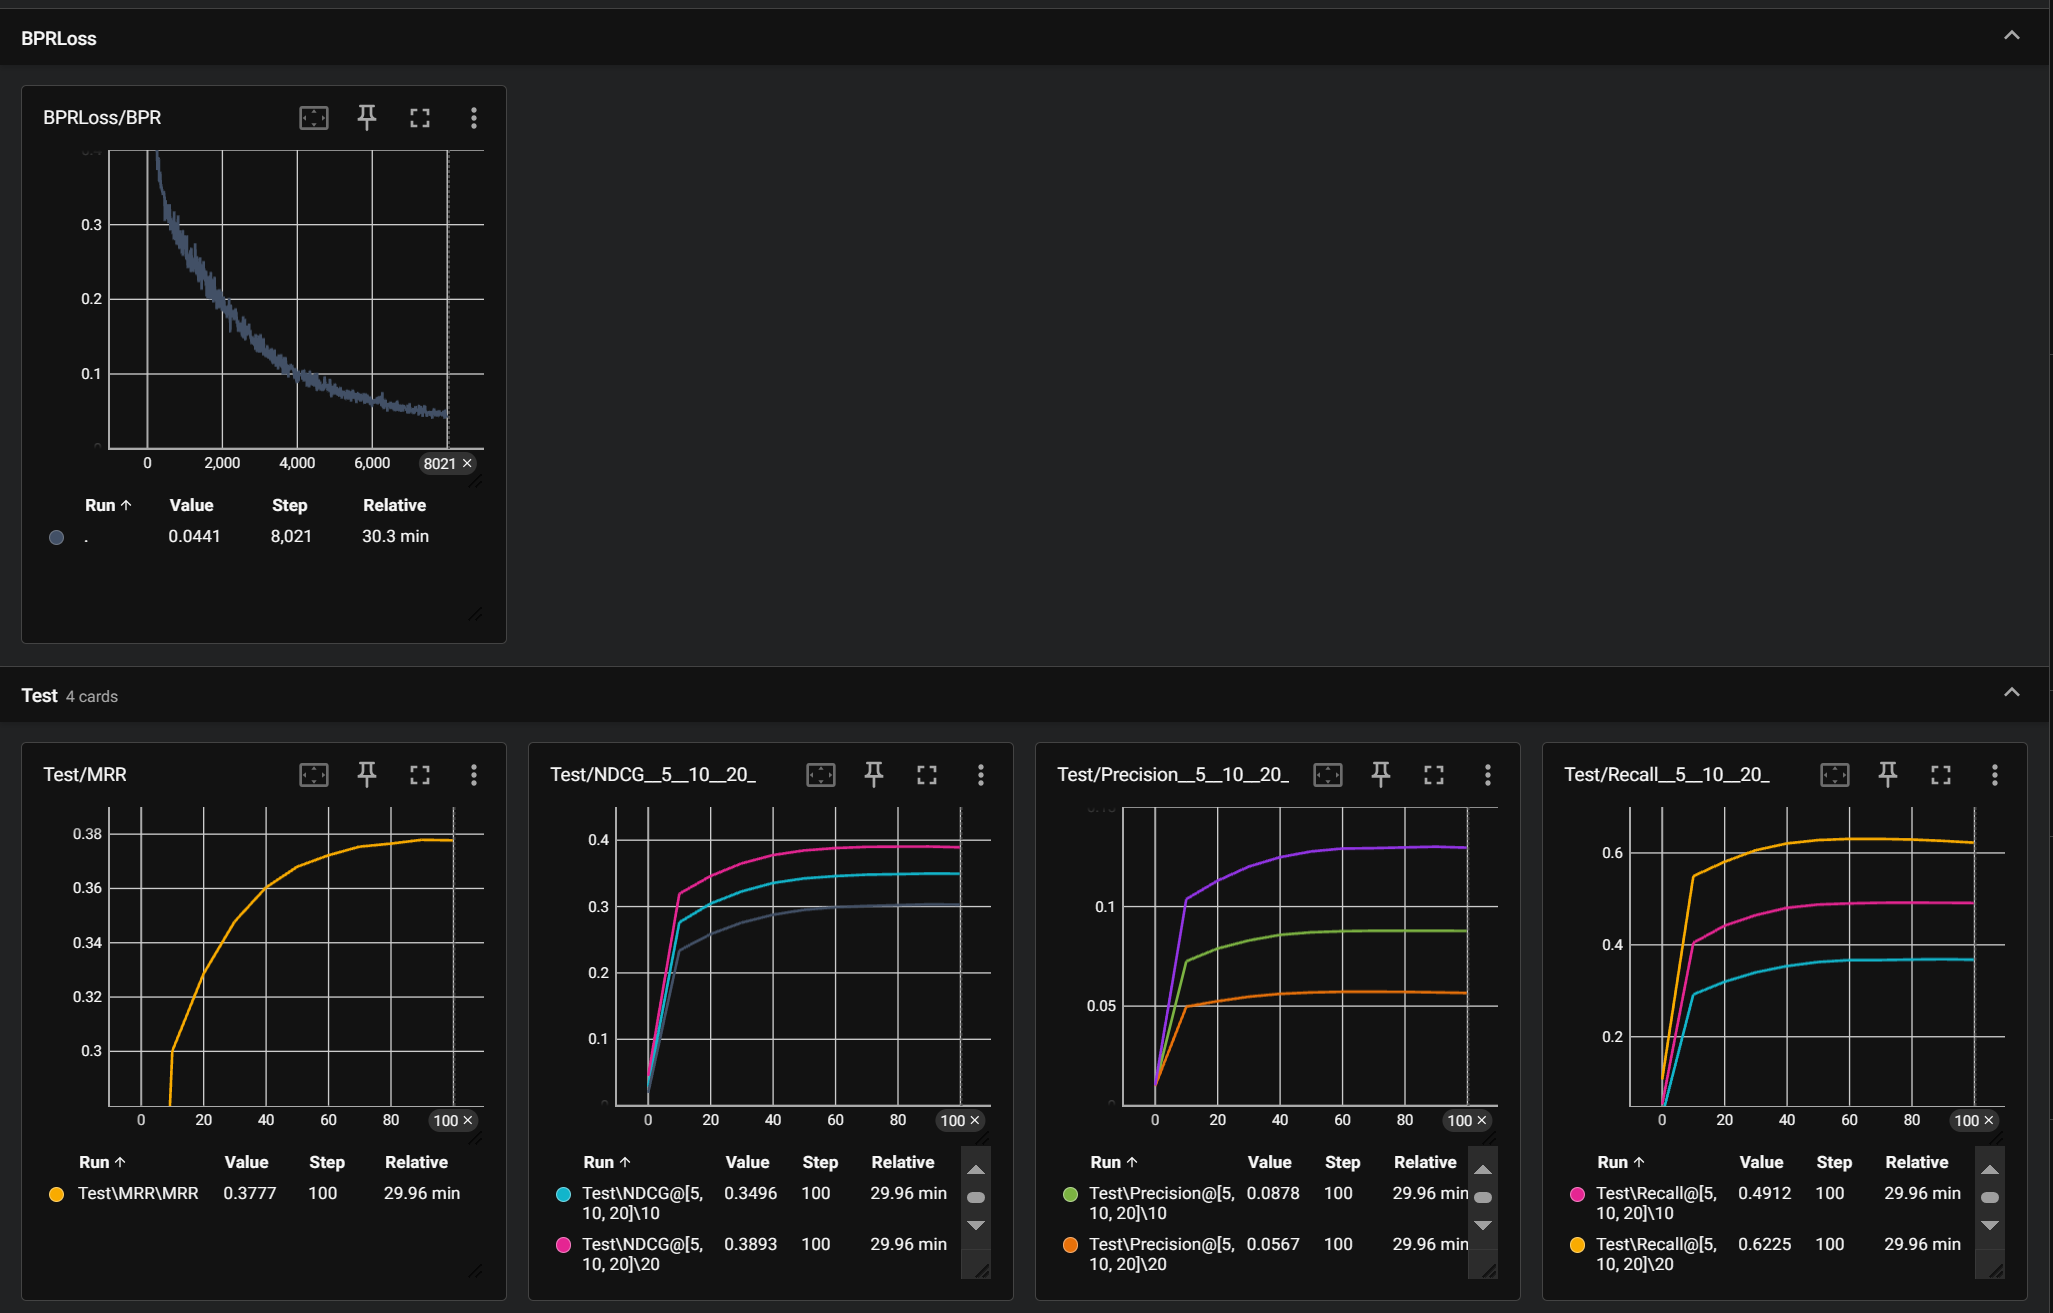 BPRLoss
BPRLoss/BPR
0.4
0.3
0.2
0.1
0
0 2,000 4,000 6,000 8021 ×
Run ↑ Value Step Relative
. 0.0441 8,021 30.3 min
Test 4 cards
Test/MRR
0.38
0.36
0.34
0.32
0.3
0 20 40 60 80 100 ×
Run ↑ Value Step Relative
Test\MRR\MRR 0.3777 100 29.96 min
Test/NDCG__5__10__20_
0.4
0.3
0.2
0.1
0
0 20 40 60 80 100 ×
Run ↑ Value Step Relative
Test\NDCG@[5, 0.3496 100 29.96 min
10, 20]\10
Test\NDCG@[5, 0.3893 100 29.96 min
10, 20]\20
Test/Precision__5__10__20_
0.15
0.1
0.05
0
0 20 40 60 80 100 ×
Run ↑ Value Step Relative
Test\Precision@[5, 0.0878 100 29.96 min
10, 20]\10
Test\Precision@[5, 0.0567 100 29.96 min
10, 20]\20
Test/Recall__5__10__20_
0.6
0.4
0.2
0 20 40 60 80 100 ×
Run ↑ Value Step Relative
Test\Recall@[5, 0.4912 100 29.96 min
10, 20]\10
Test\Recall@[5, 0.6225 100 29.96 min
10, 20]\20